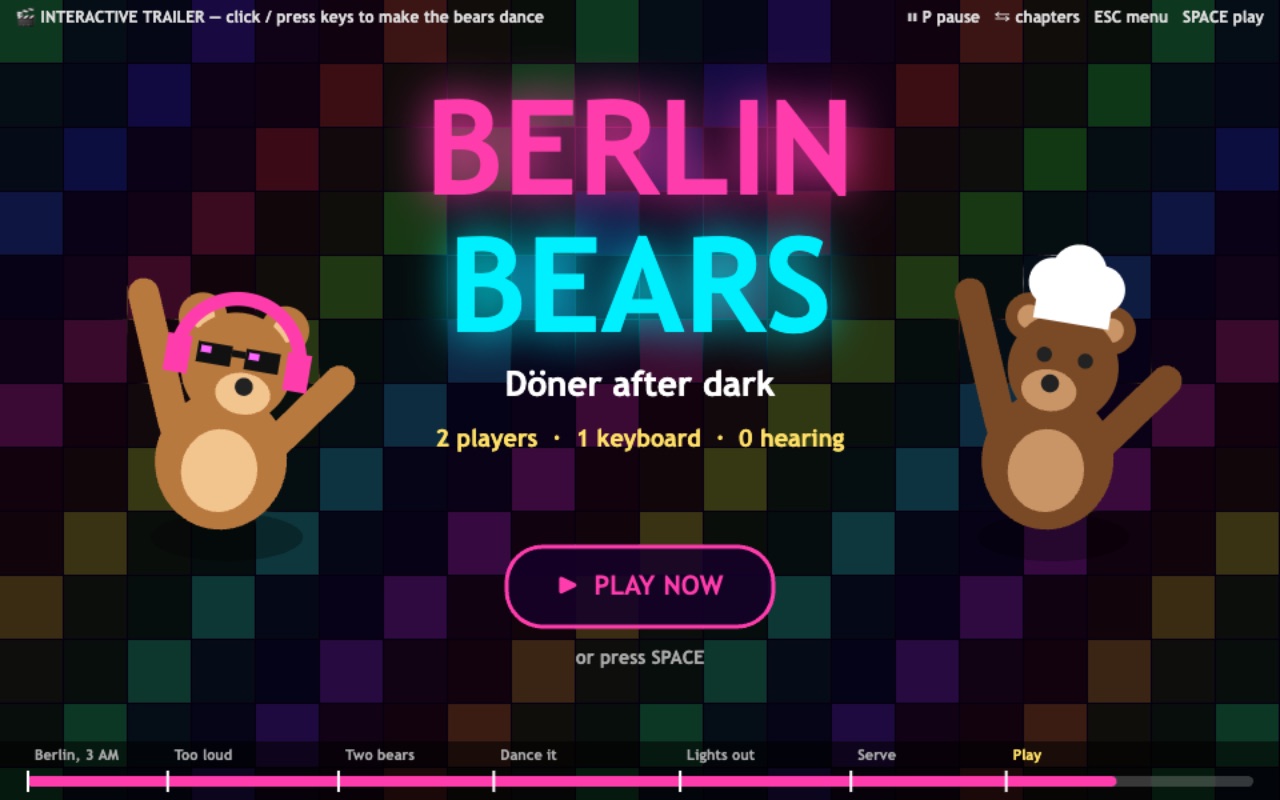 🎬 INTERACTIVE TRAILER — click / press keys to make the bears dance
⏸ P pause ⇆ chapters ESC menu SPACE play
BERLIN
BEARS
Döner after dark
2 players · 1 keyboard · 0 hearing
▶ PLAY NOW
or press SPACE
Berlin, 3 AM Too loud Two bears Dance it Lights out Serve Play